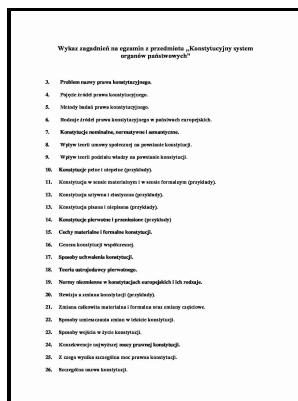 Wykaz zagadnień na egzamin z przedmiotu „Konstytucyjny system
organów państwowych”
3. Problem nazwy prawa konstytucyjnego.
4. Pojęcie źródeł prawa konstytucyjnego.
5. Metody badań prawa konstytucyjnego.
6. Rodzaje źródeł prawa konstytucyjnego w państwach europejskich.
7. Konstytucje nominalne, normatywne i semantyczne.
8. Wpływ teorii umowy społecznej na powstanie konstytucji.
9. Wpływ teorii podziału władzy na powstanie konstytucji.
10. Konstytucje pełne i niepełne (przykłady).
11. Konstytucja w sensie materialnym i w sensie formalnym (przykłady).
12. Konstytucja sztywna i elastyczna (przykłady).
13. Konstytucja pisana i niepisana (przykłady).
14. Konstytucje pierwotne i przeniesione (przykłady)
15. Cechy materialne i formalne konstytucji.
16. Geneza konstytucji współczesnej.
17. Sposoby uchwalenia konstytucji.
18. Teoria ustrojodawcy pierwotnego.
19. Normy niezmienne w konstytucjach europejskich i ich rodzaje.
20. Rewizja a zmiana konstytucji (przykłady).
21. Zmiana całkowita materialna i formalna oraz zmiany częściowe.
22. Sposoby umieszczania zmian w tekście konstytucji.
23. Sposoby wejścia w życie konstytucji.
24. Konsekwencje najwyższej mocy prawnej konstytucji.
25. Z czego wynika szczególna moc prawna konstytucji.
26. Szczególna nazwa konstytucji.